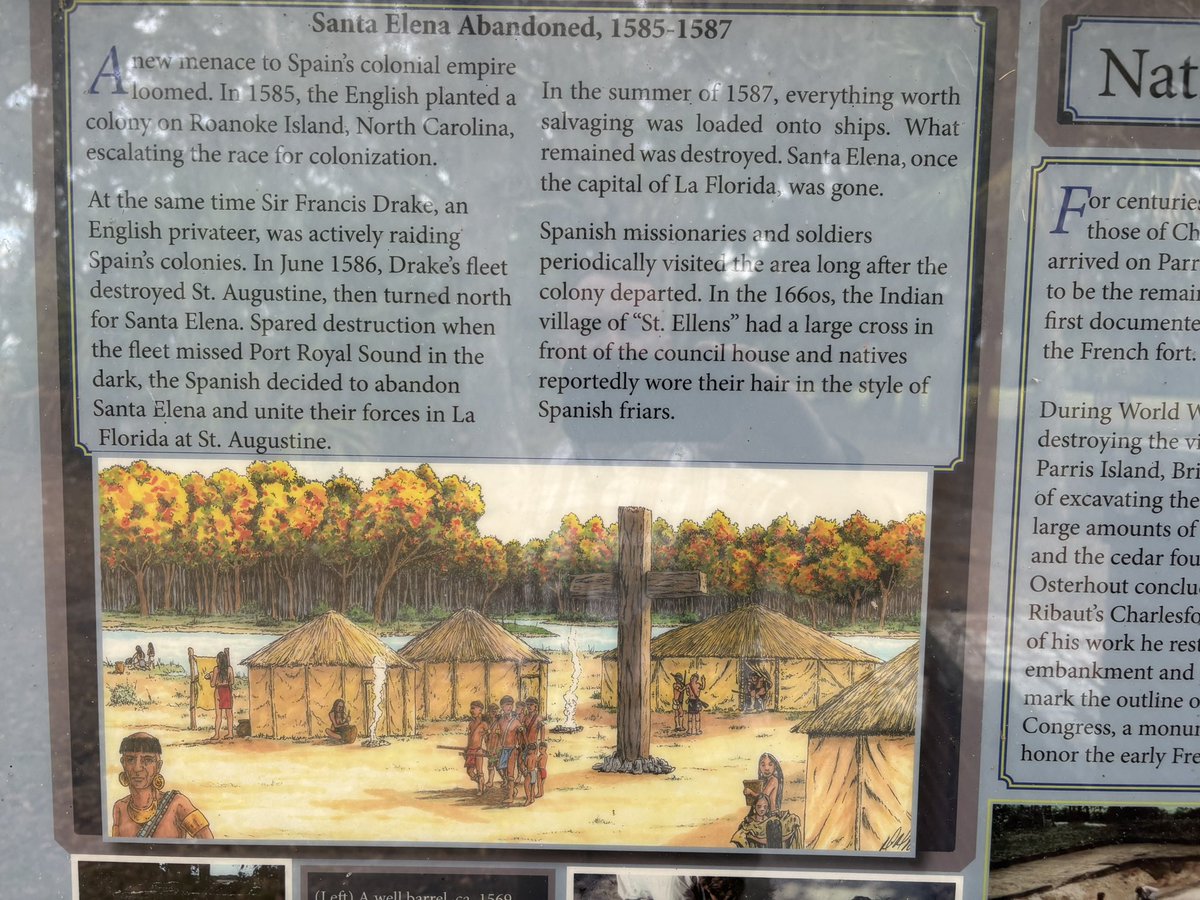 Santa Elena Abandoned, 1585-1587
A new menace to Spain's colonial empire
loomed. In 1585, the English planted a
colony on Roanoke Island, North Carolina,
escalating the race for colonization.
At the same time Sir Francis Drake, an
English privateer, was actively raiding
Spain's colonies. In June 1586, Drake's fleet
destroyed St. Augustine, then turned north
for Santa Elena. Spared destruction when
the fleet missed Port Royal Sound in the
dark, the Spanish decided to abandon
Santa Elena and unite their forces in La
Florida at St. Augustine.
In the summer of 1587, everything worth
salvaging was loaded onto ships. What
remained was destroyed. Santa Elena, once
the capital of La Florida, was gone.
Spanish missionaries and soldiers
periodically visited the area long after the
colony departed. In the 166os, the Indian
village of “St. Ellens” had a large cross in
front of the council house and natives
reportedly wore their hair in the style of
Spanish friars.
Nat
For centuries
those of Ch
arrived on Parr
to be the remai
first documente
the French fort.
During World W
destroying the vi
Parris Island, Bri
of excavating the
large amounts of
and the cedar fou
Osterhout conclu
Ribaut's Charlesfo
of his work he rest
embankment and
mark the outline o
Congress, a monu
honor the early Fre
(Left) A well barrel, ca. 1569